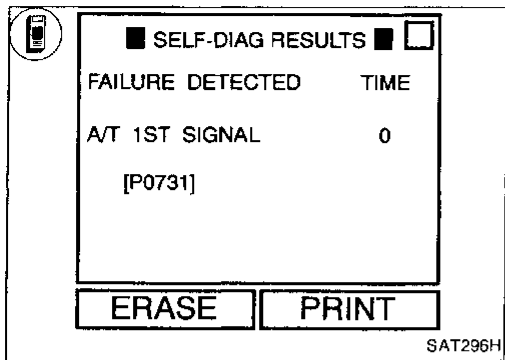 SELF-DIAG RESULTS
FAILURE DETECTED TIME
A/T 1ST SIGNAL 0
[P0731]
ERASE PRINT
SAT296H